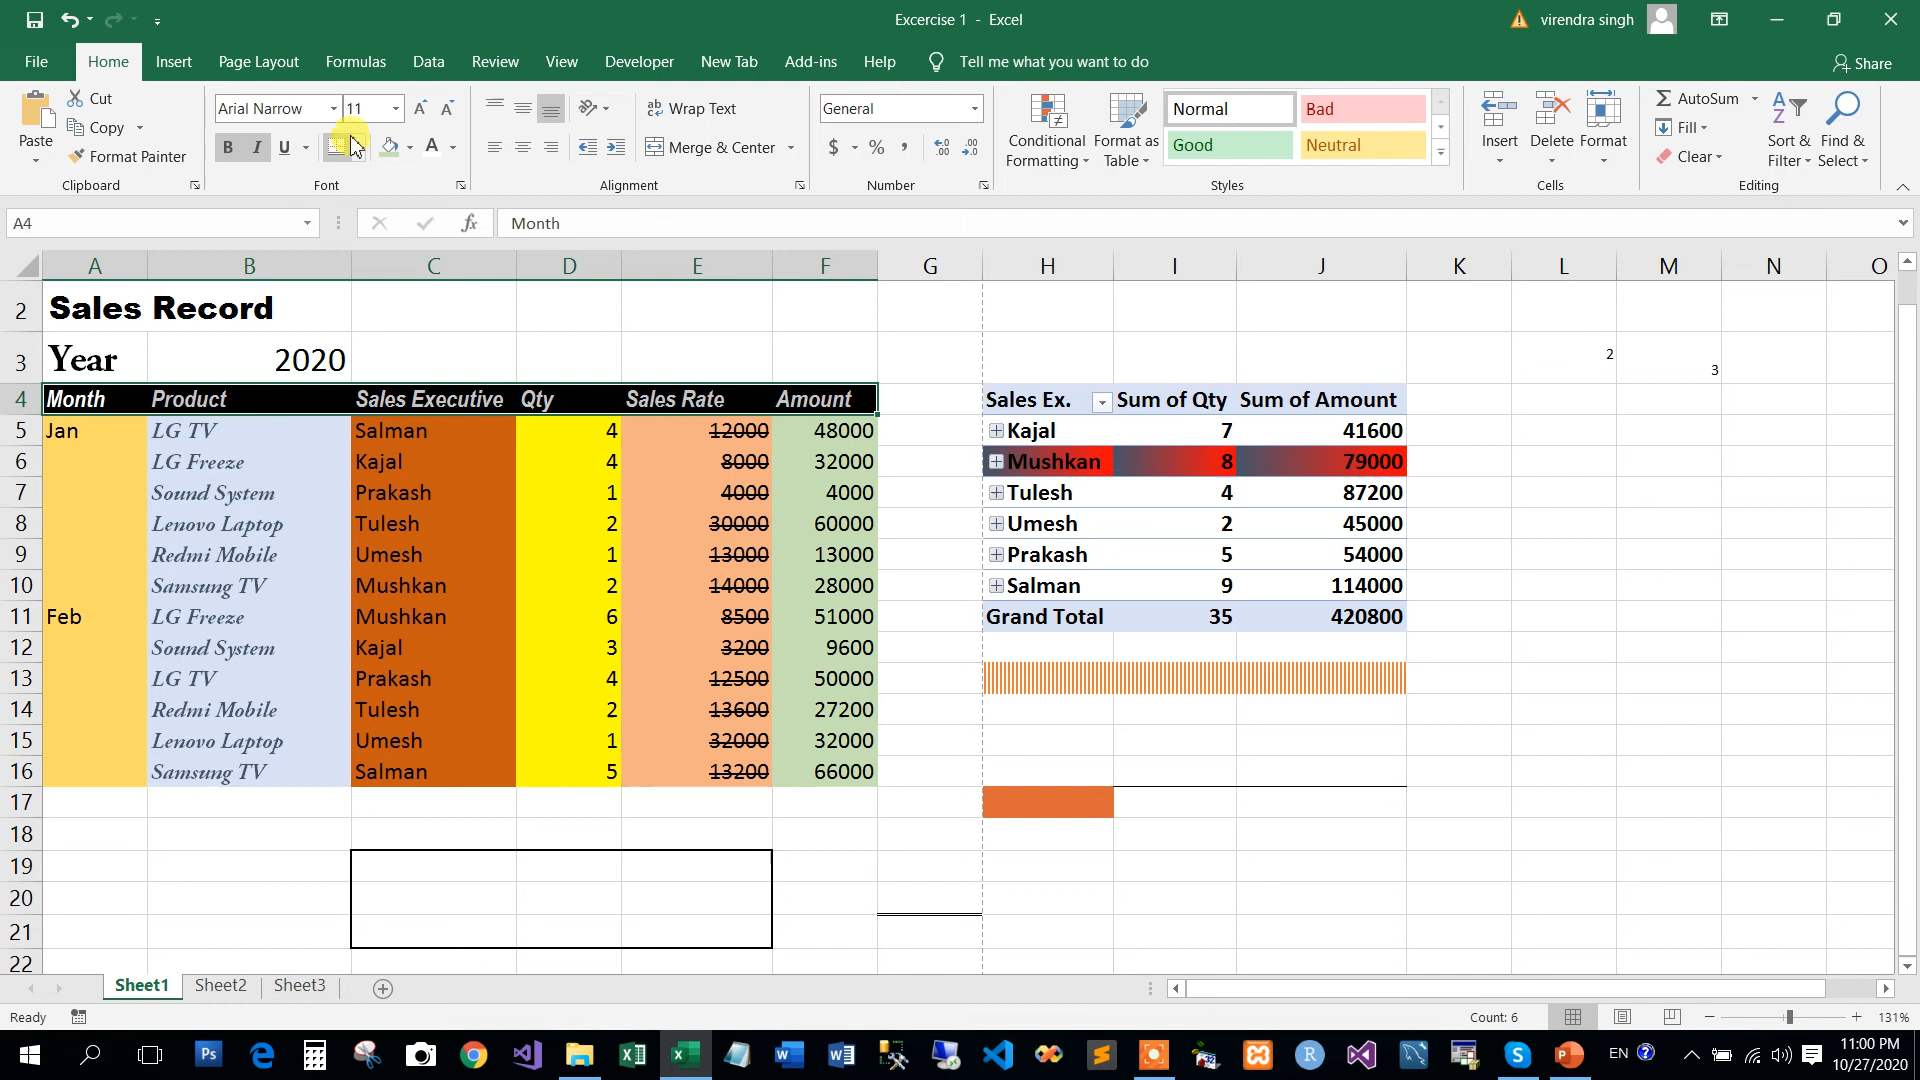 Excercise 1 - Excel
virendra singh
File Home Insert Page Layout Formulas Data Review View Developer New Tab Add-ins Help Tell me what you want to do
Share
Paste
Cut
Copy
Format Painter
Clipboard
Arial Narrow 11
B I U A
Font
Wrap Text
Merge & Center
Alignment
General
$ % ,
Number
Conditional Formatting
Format as Table
Normal Bad
Good Neutral
Styles
Insert Delete Format
Cells
AutoSum
Fill
Clear
Sort & Filter
Find & Select
Editing
A4 fx Month
A B C D E F G H I J K L M N O
2 Sales Record
3 Year 2020 2 3
4 Month Product Sales Executive Qty Sales Rate Amount Sales Ex. Sum of Qty Sum of Amount
5 Jan LG TV Salman 4 12000 48000 Kajal 7 41600
6 LG Freeze Kajal 4 8000 32000 Mushkan 8 79000
7 Sound System Prakash 1 4000 4000 Tulesh 4 87200
8 Lenovo Laptop Tulesh 2 30000 60000 Umesh 2 45000
9 Redmi Mobile Umesh 1 13000 13000 Prakash 5 54000
10 Samsung TV Mushkan 2 14000 28000 Salman 9 114000
11 Feb LG Freeze Mushkan 6 8500 51000 Grand Total 35 420800
12 Sound System Kajal 3 3200 9600
13 LG TV Prakash 4 12500 50000
14 Redmi Mobile Tulesh 2 13600 27200
15 Lenovo Laptop Umesh 1 32000 32000
16 Samsung TV Salman 5 13200 66000
17
18
19
20
21
22
Sheet1 Sheet2 Sheet3
Ready Count: 6 131%
EN 11:00 PM
10/27/2020